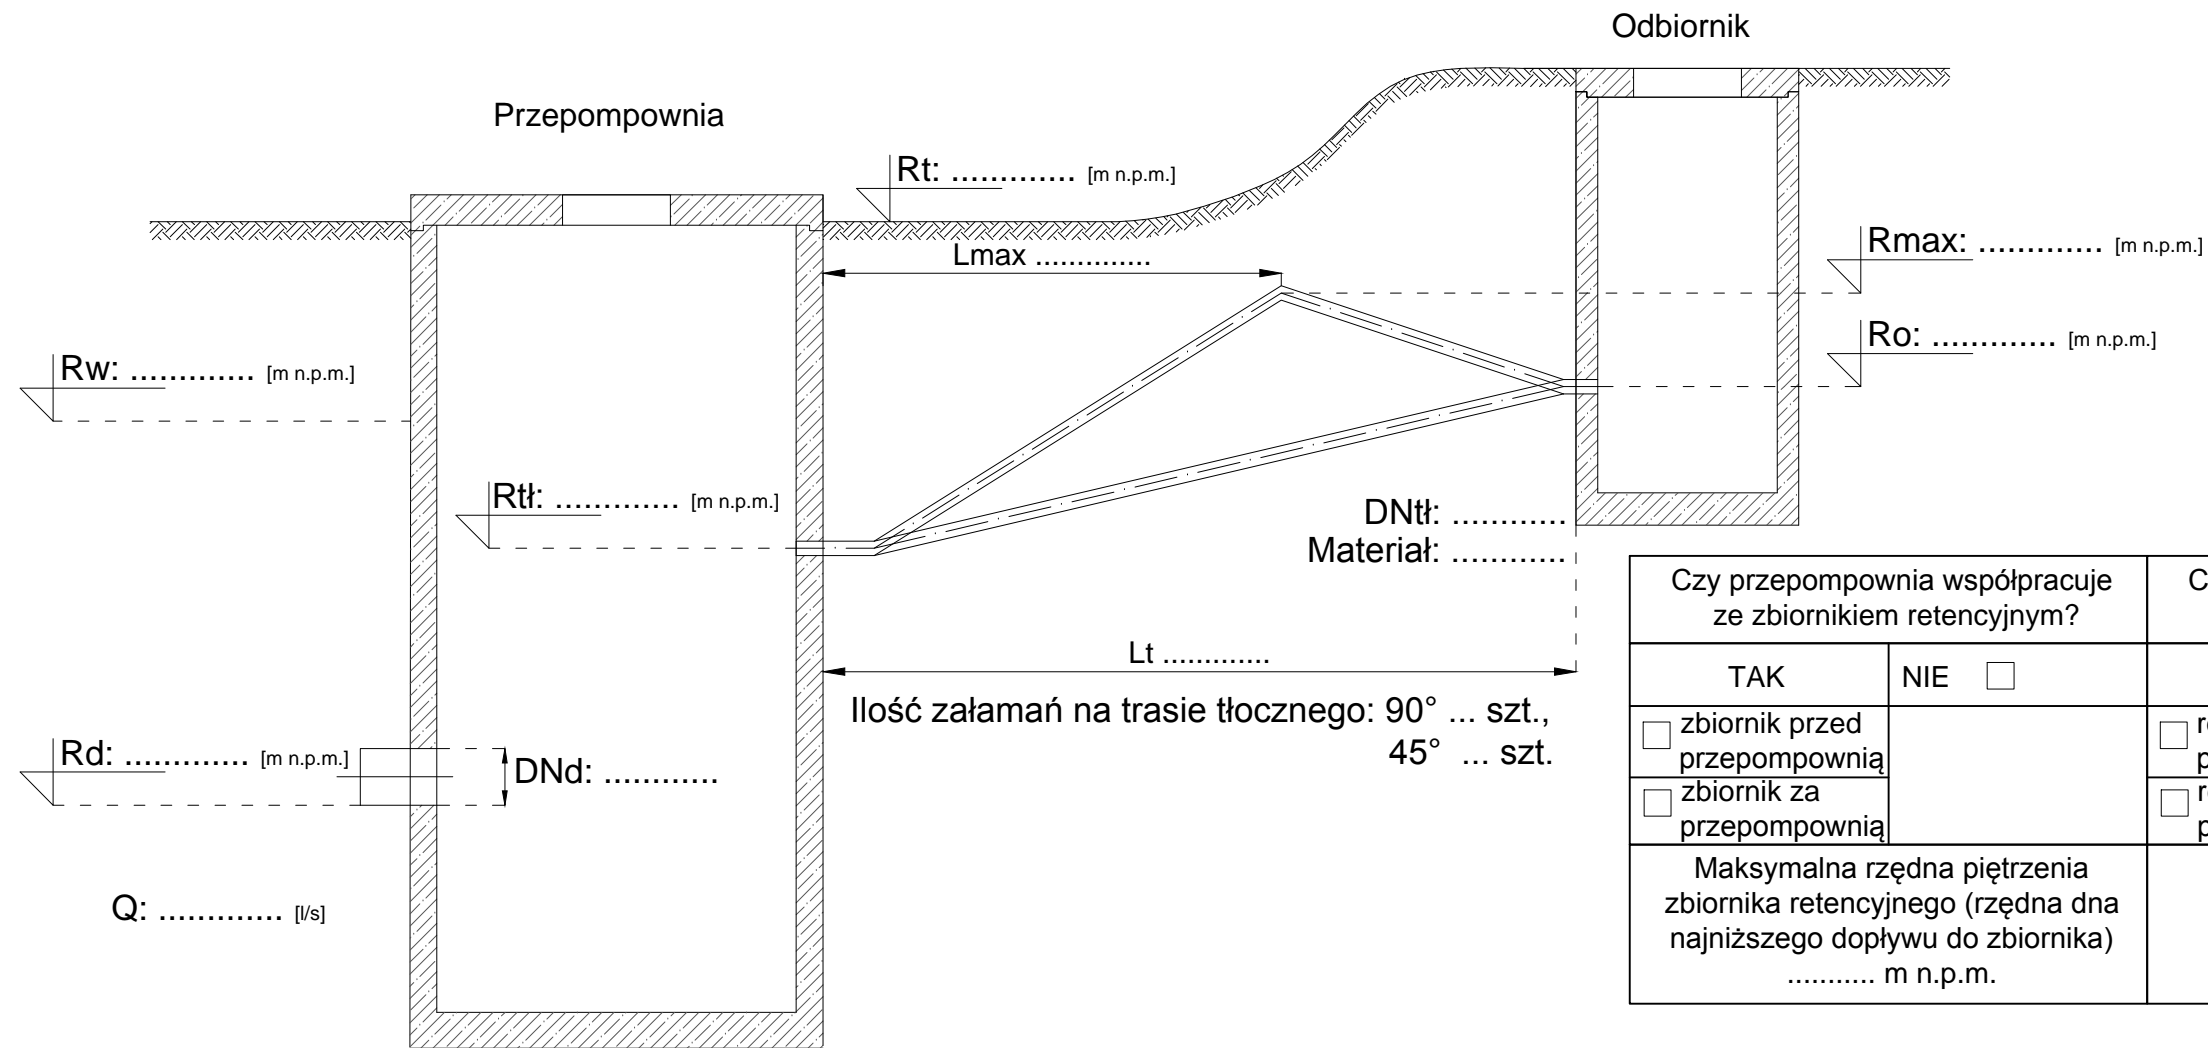 Odbiornik
Przepompownia
Rt: ............. [m n.p.m.]
Lmax ..............
Rmax: ............. [m n.p.m.]
Ro: ............. [m n.p.m.]
Rw: ............. [m n.p.m.]
Rtł: ............. [m n.p.m.]
DNtł: ............
Materiał: ............
Lt .............
Ilość załamań na trasie tłocznego: 90° ... szt.,
45° ... szt.
Rd: ............. [m n.p.m.]
DNd: ............
Q: ............. [l/s]
Czy przepompownia współpracuje
ze zbiornikiem retencyjnym?
TAK
NIE
zbiornik przed
przepompownią
zbiornik za
przepompownią
Maksymalna rzędna piętrzenia
zbiornika retencyjnego (rzędna dna
najniższego dopływu do zbiornika)
........... m n.p.m.